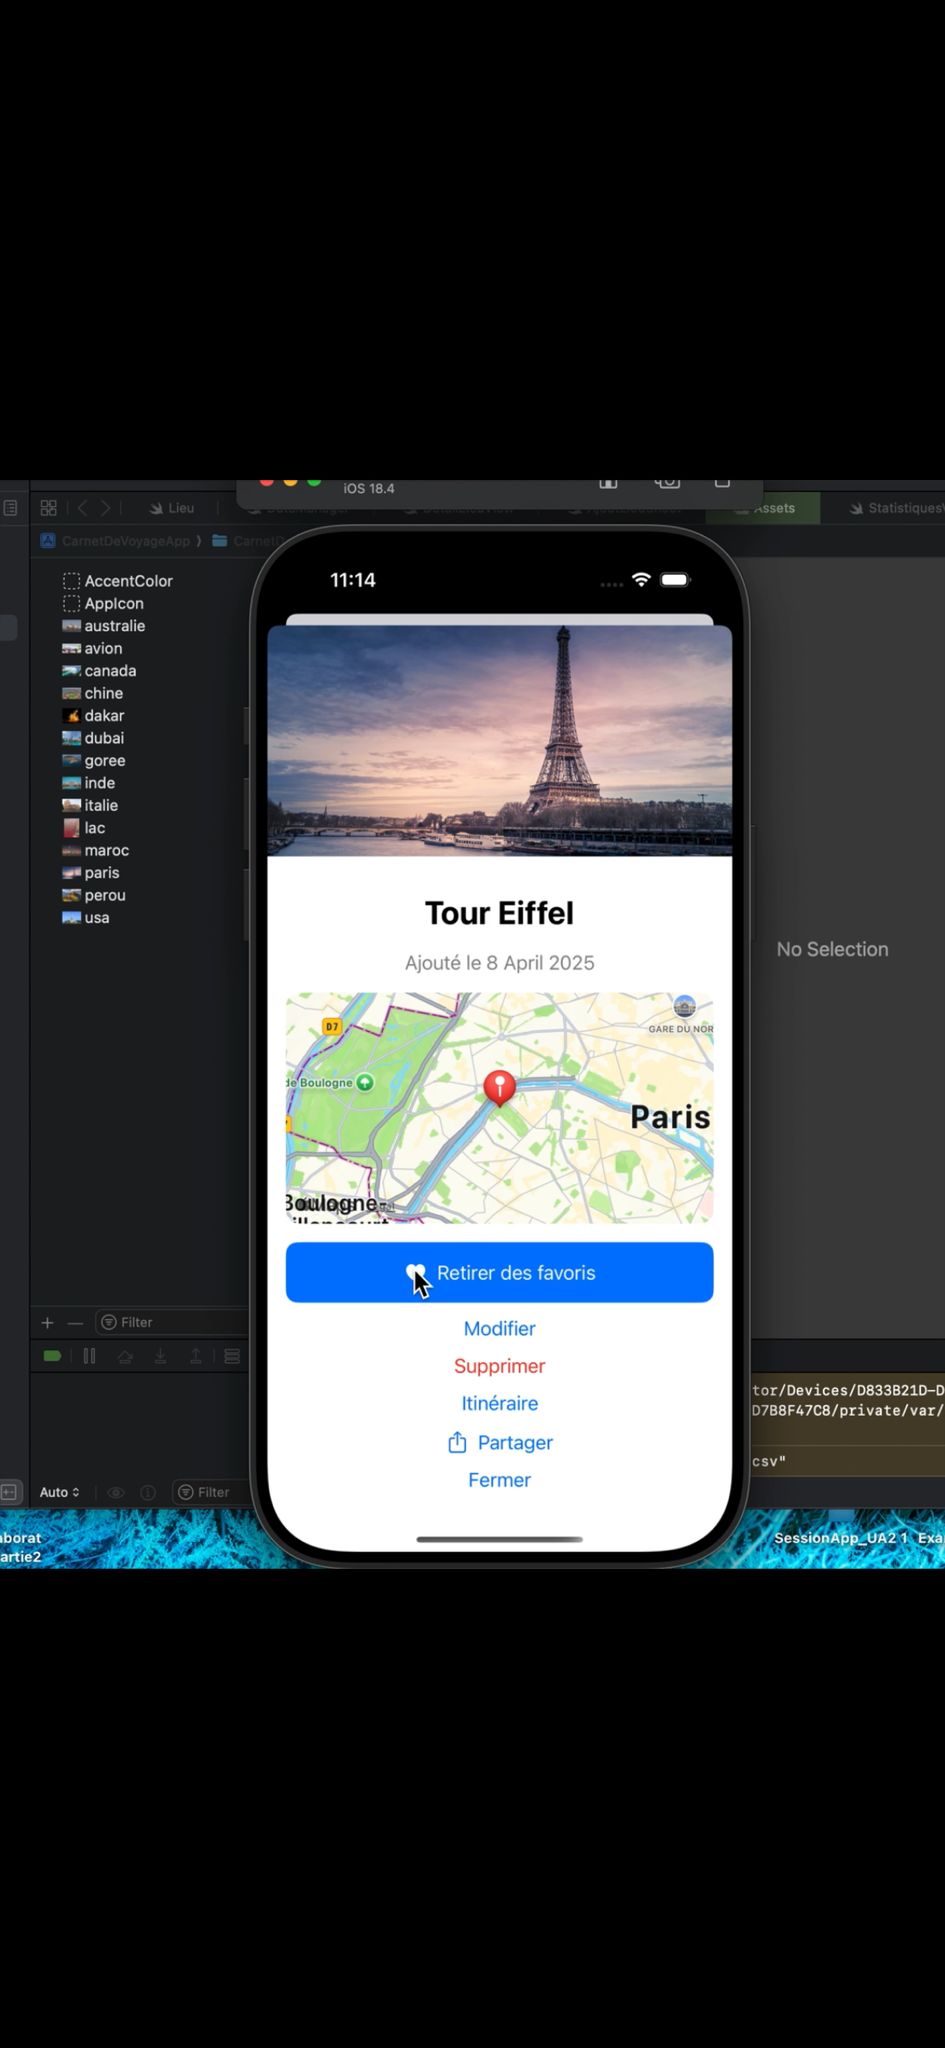 iOS 18.4
Lieu
Assets
Statistiques
CarnetDeVoyageApp
AccentColor
AppIcon
australie
avion
canada
chine
dakar
dubai
goree
inde
italie
lac
maroc
paris
perou
usa
11:14
Tour Eiffel
Ajouté le 8 April 2025
D7
GARE DU NOR
de Boulogne
Paris
Boulogne-
No Selection
Retirer des favoris
Modifier
Supprimer
Itinéraire
Partager
Fermer
Filter
tor/Devices/D833B21D-D
D7B8F47C8/private/var/
csv"
Auto
Filter
aborat
artie2
SessionApp_UA2 1
Exa